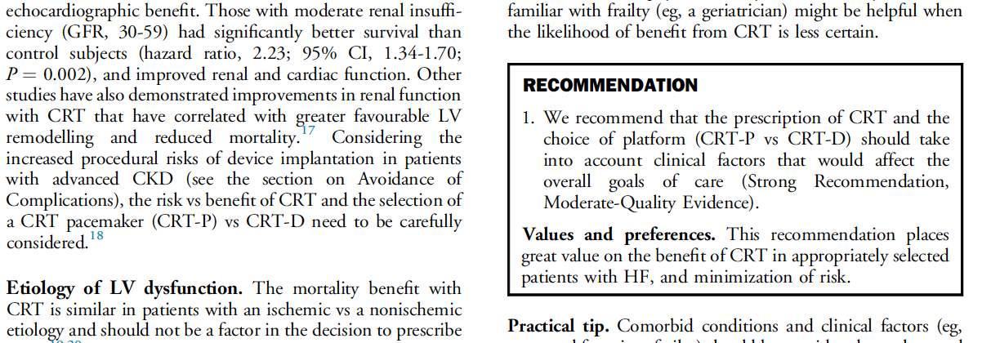 echocardiographic benefit. Those with moderate renal insuffi-
ciency (GFR, 30-59) had significantly better survival than
control subjects (hazard ratio, 2.23; 95% CI, 1.34-1.70;
P = 0.002), and improved renal and cardiac function. Other
studies have also demonstrated improvements in renal function
with CRT that have correlated with greater favourable LV
remodelling and reduced mortality.17 Considering the
increased procedural risks of device implantation in patients
with advanced CKD (see the section on Avoidance of
Complications), the risk vs benefit of CRT and the selection of
a CRT pacemaker (CRT-P) vs CRT-D need to be carefully
considered.18
Etiology of LV dysfunction. The mortality benefit with
CRT is similar in patients with an ischemic vs a nonischemic
etiology and should not be a factor in the decision to prescribe
familiar with frailty (eg, a geriatrician) might be helpful when
the likelihood of benefit from CRT is less certain.
RECOMMENDATION
1. We recommend that the prescription of CRT and the
choice of platform (CRT-P vs CRT-D) should take
into account clinical factors that would affect the
overall goals of care (Strong Recommendation,
Moderate-Quality Evidence).
Values and preferences. This recommendation places
great value on the benefit of CRT in appropriately selected
patients with HF, and minimization of risk.
Practical tip. Comorbid conditions and clinical factors (eg,